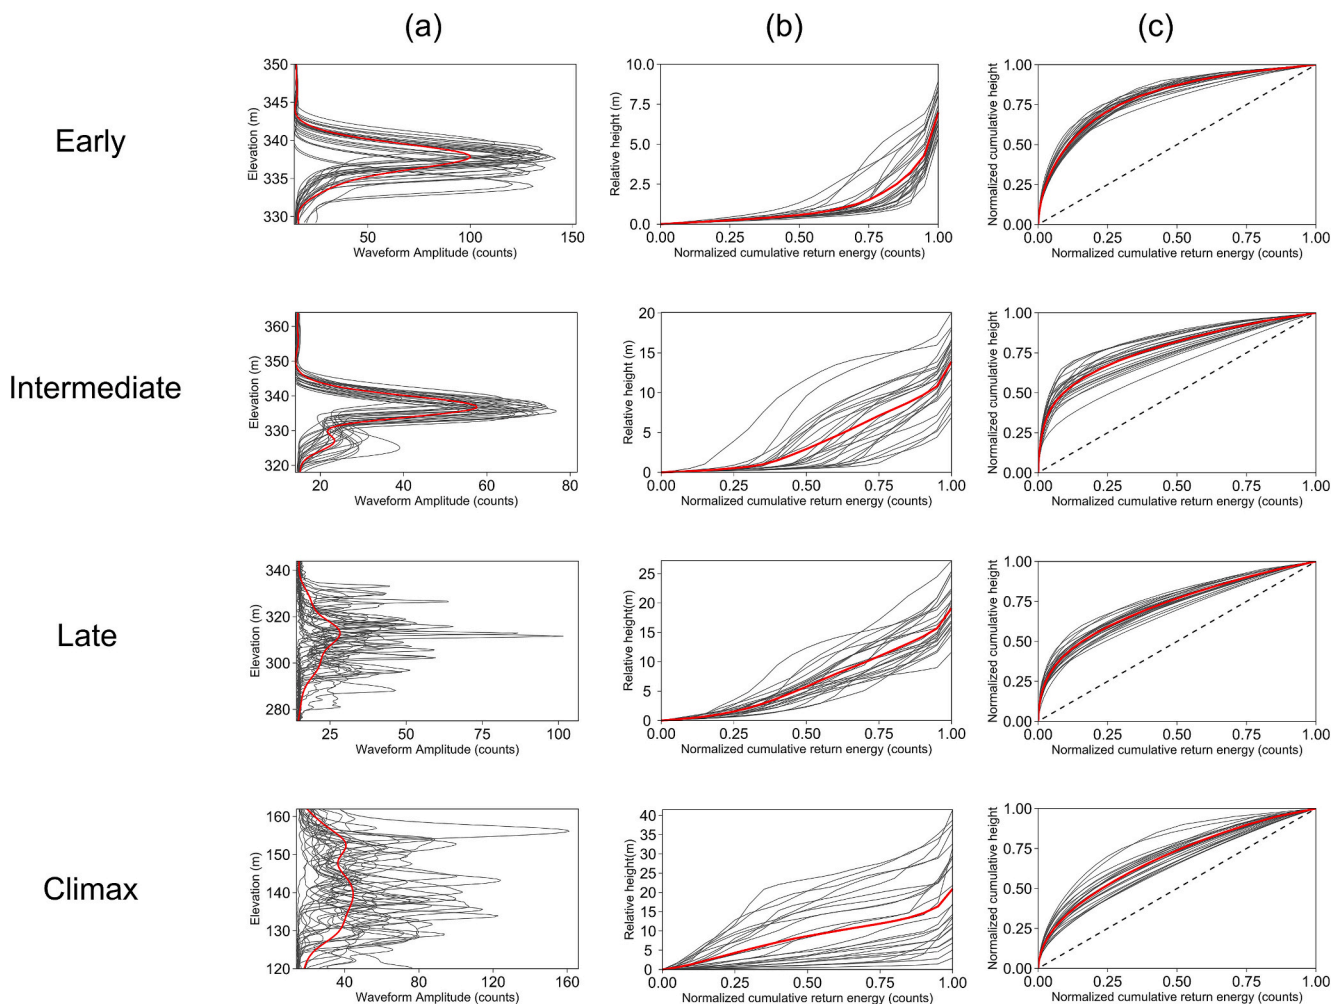 (a) (b) (c)
Early
Elevation (m)
350
345
340
335
330
50 100 150
Waveform Amplitude (counts)
Relative height (m)
10.0
7.5
5.0
2.5
0.0
0.00 0.25 0.50 0.75 1.00
Normalized cumulative return energy (counts)
Normalized cumulative height
1.00
0.75
0.50
0.25
0.00
0.00 0.25 0.50 0.75 1.00
Normalized cumulative return energy (counts)
Intermediate
Elevation (m)
360
350
340
330
320
20 40 60 80
Waveform Amplitude (counts)
Relative height (m)
20
15
10
5
0
0.00 0.25 0.50 0.75 1.00
Normalized cumulative return energy (counts)
Normalized cumulative height
1.00
0.75
0.50
0.25
0.00
0.00 0.25 0.50 0.75 1.00
Normalized cumulative return energy (counts)
Late
Elevation (m)
340
320
300
280
25 50 75 100
Waveform Amplitude (counts)
Relative height(m)
25
20
15
10
5
0
0.00 0.25 0.50 0.75 1.00
Normalized cumulative return energy (counts)
Normalized cumulative height
1.00
0.75
0.50
0.25
0.00
0.00 0.25 0.50 0.75 1.00
Normalized cumulative return energy (counts)
Climax
Elevation (m)
160
150
140
130
120
40 80 120 160
Waveform Amplitude (counts)
Relative height(m)
40
35
30
25
20
15
10
5
0
0.00 0.25 0.50 0.75 1.00
Normalized cumulative return energy (counts)
Normalized cumulative height
1.00
0.75
0.50
0.25
0.00
0.00 0.25 0.50 0.75 1.00
Normalized cumulative return energy (counts)